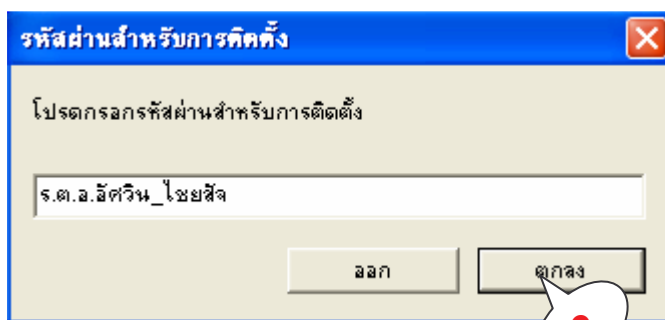 รหัสผ่านสำหรับการติดตั้ง
โปรดกรอกรหัสผ่านสำหรับการติดตั้ง
ร.ต.อ.อัศวิน_ไชยสัจ
ออก ตกลง